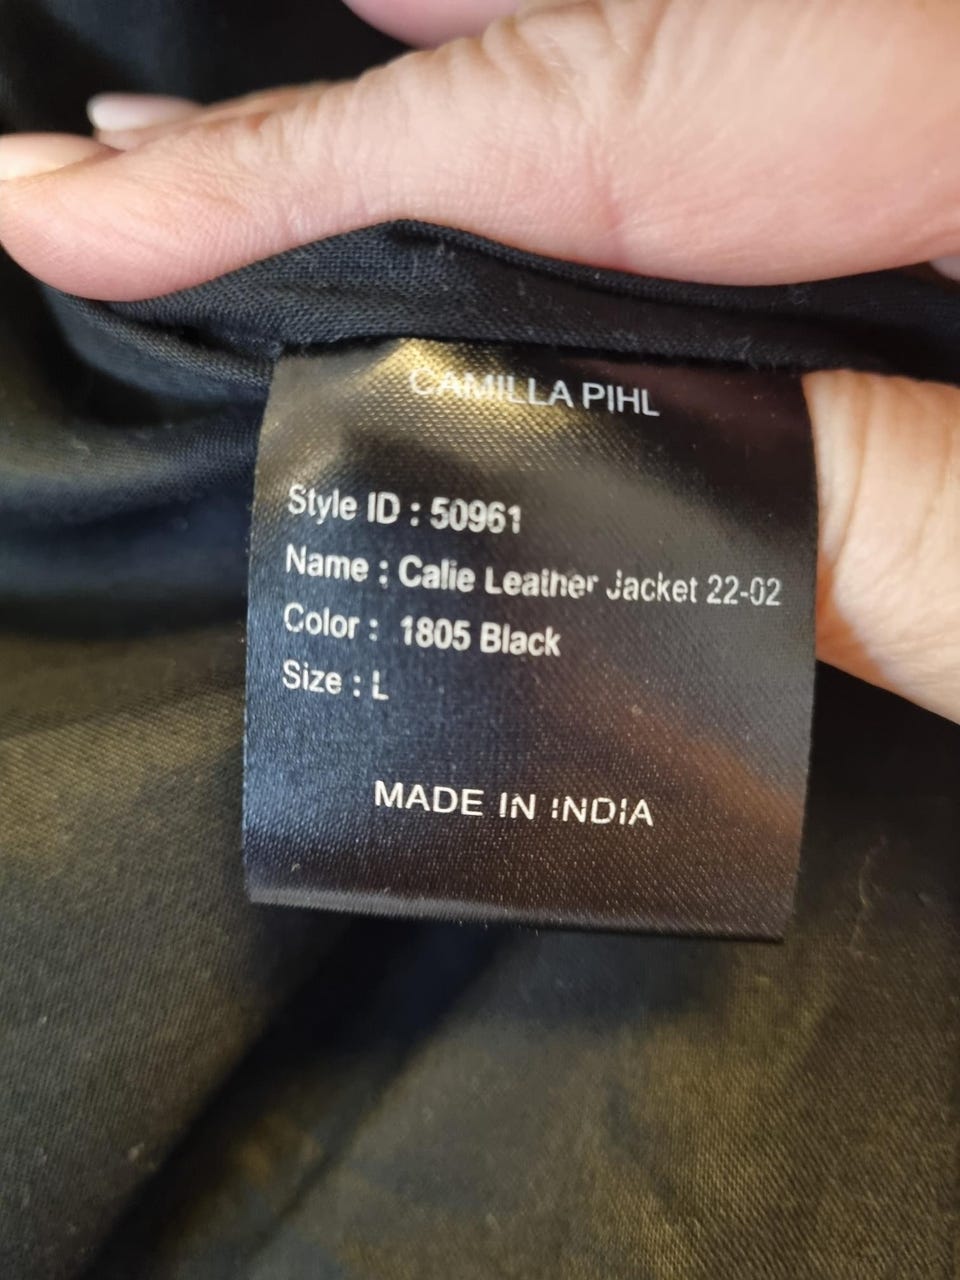 CAMILLA PIHL
Style ID : 50961
Name : Calie Leather Jacket 22-02
Color : 1805 Black
Size : L
MADE IN INDIA